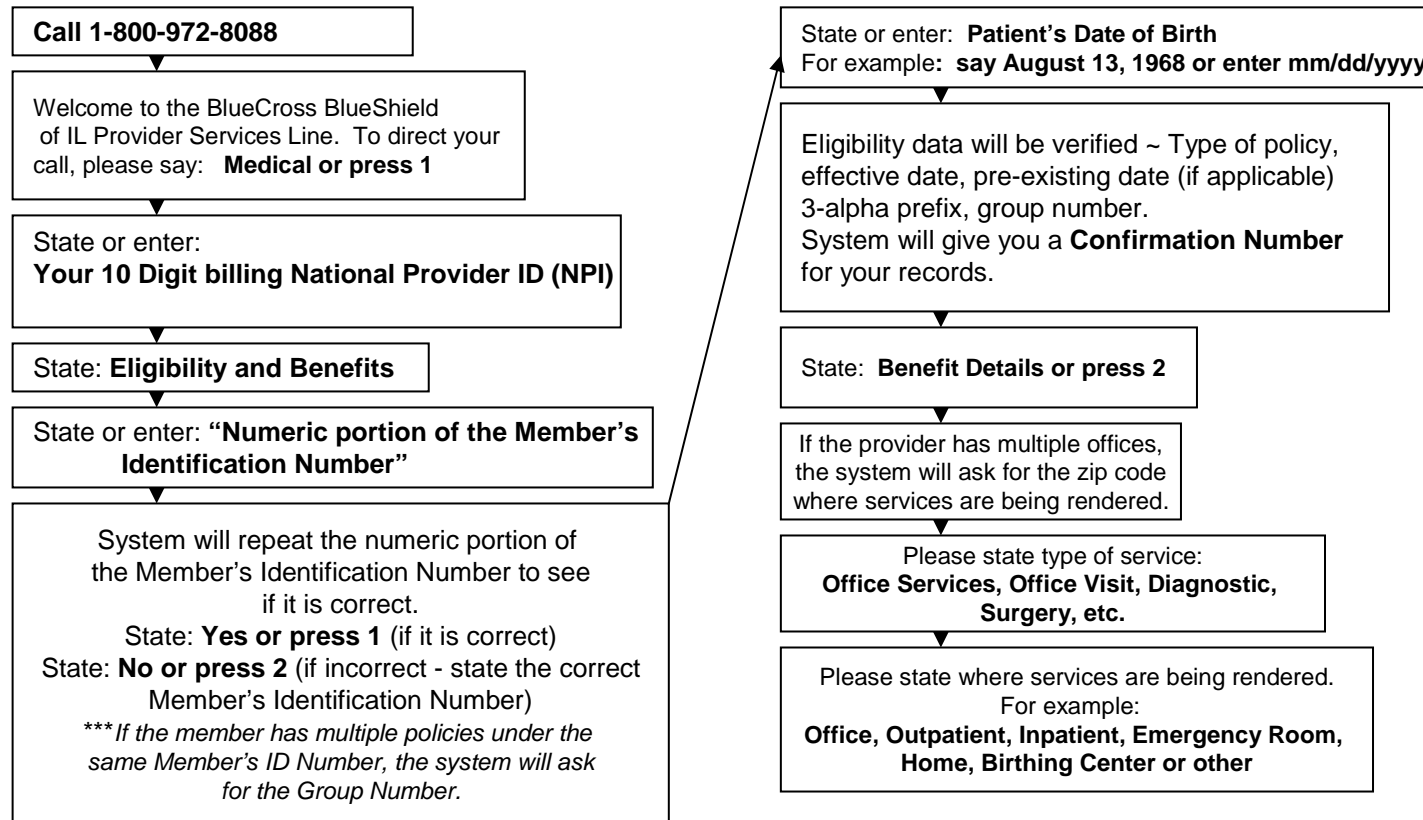 Call 1-800-972-8088
Welcome to the BlueCross BlueShield
of IL Provider Services Line. To direct your
call, please say: Medical or press 1
State or enter:
Your 10 Digit billing National Provider ID (NPI)
State: Eligibility and Benefits
State or enter: “Numeric portion of the Member’s
Identification Number”
System will repeat the numeric portion of
the Member’s Identification Number to see
if it is correct.
State: Yes or press 1 (if it is correct)
State: No or press 2 (if incorrect - state the correct
Member’s Identification Number)
***If the member has multiple policies under the
same Member’s ID Number, the system will ask
for the Group Number.
State or enter: Patient’s Date of Birth
For example: say August 13, 1968 or enter mm/dd/yyyy
Eligibility data will be verified ~ Type of policy,
effective date, pre-existing date (if applicable)
3-alpha prefix, group number.
System will give you a Confirmation Number
for your records.
State: Benefit Details or press 2
If the provider has multiple offices,
the system will ask for the zip code
where services are being rendered.
Please state type of service:
Office Services, Office Visit, Diagnostic,
Surgery, etc.
Please state where services are being rendered.
For example:
Office, Outpatient, Inpatient, Emergency Room,
Home, Birthing Center or other